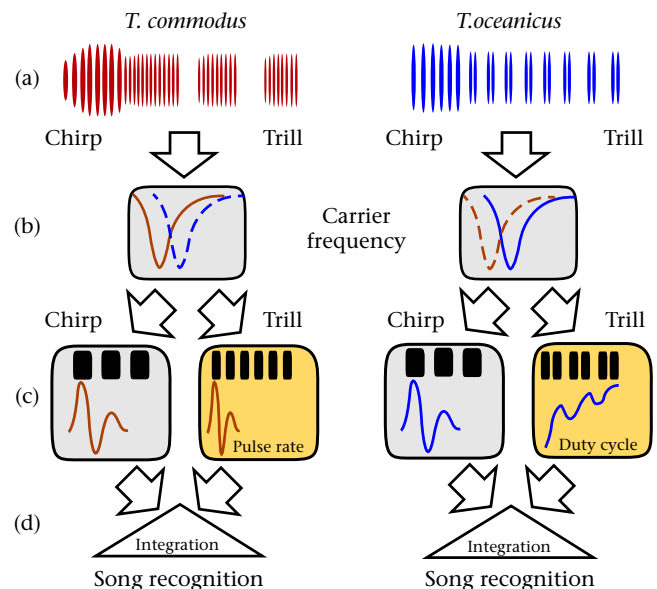 T. commodus
T.oceanicus
(a)
Chirp
Trill
Chirp
Trill
(b)
Carrier
frequency
Chirp
Trill
Chirp
Trill
(c)
Pulse rate
Duty cycle
(d)
Integration
Integration
Song recognition
Song recognition